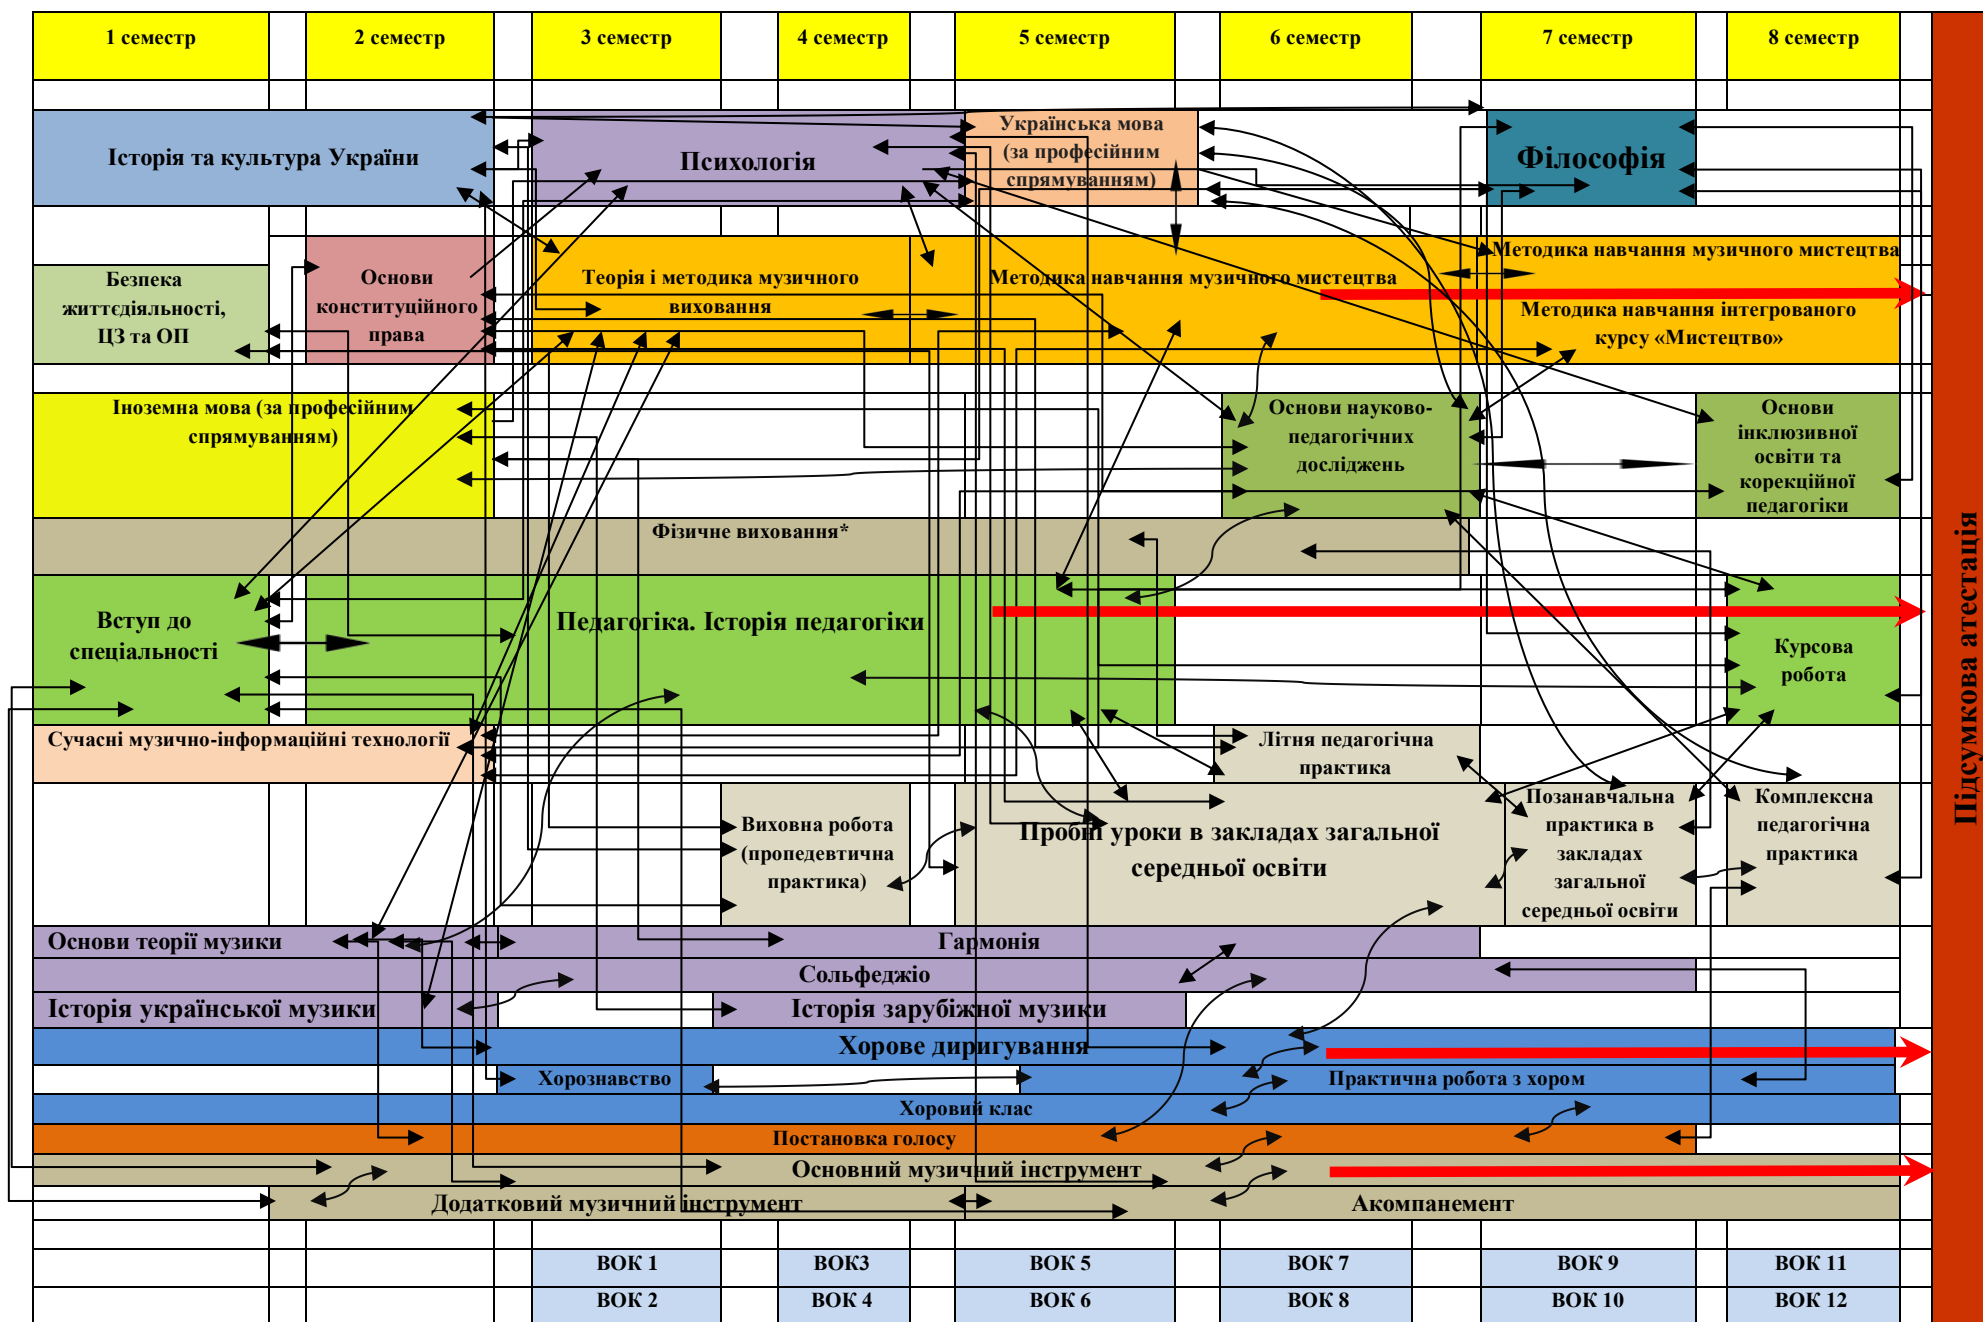 1 семестр
2 семестр
3 семестр
4 семестр
5 семестр
6 семестр
7 семестр
8 семестр
Історія та культура України
Психологія
Українська мова
(за професійним
спрямуванням)
Філософія
Безпека
життєдіяльності,
ЦЗ та ОП
Основи
конституційного
права
Теорія і методика музичного
виховання
Методика навчання музичного мистецтва
Методика навчання музичного мистецтва
Методика навчання інтегрованого
курсу «Мистецтво»
Іноземна мова (за професійним
спрямуванням)
Основи науково-
педагогічних
досліджень
Основи
інклюзивної
освіти та
корекційної
педагогіки
Фізичне виховання*
Вступ до
спеціальності
Педагогіка. Історія педагогіки
Курсова
робота
Сучасні музично-інформаційні технології
Літня педагогічна
практика
Виховна робота
(пропедевтична
практика)
Пробні уроки в закладах загальної
середньої освіти
Позанавчальна
практика в
закладах
загальної
середньої освіти
Комплексна
педагогічна
практика
Основи теорії музики
Гармонія
Сольфеджіо
Історія української музики
Історія зарубіжної музики
Хорове диригування
Хорознавство
Практична робота з хором
Хоровий клас
Постановка голосу
Основний музичний інструмент
Додатковий музичний інструмент
Акомпанемент
ВОК 1
ВОК3
ВОК 5
ВОК 7
ВОК 9
ВОК 11
ВОК 2
ВОК 4
ВОК 6
ВОК 8
ВОК 10
ВОК 12
Підсумкова атестація